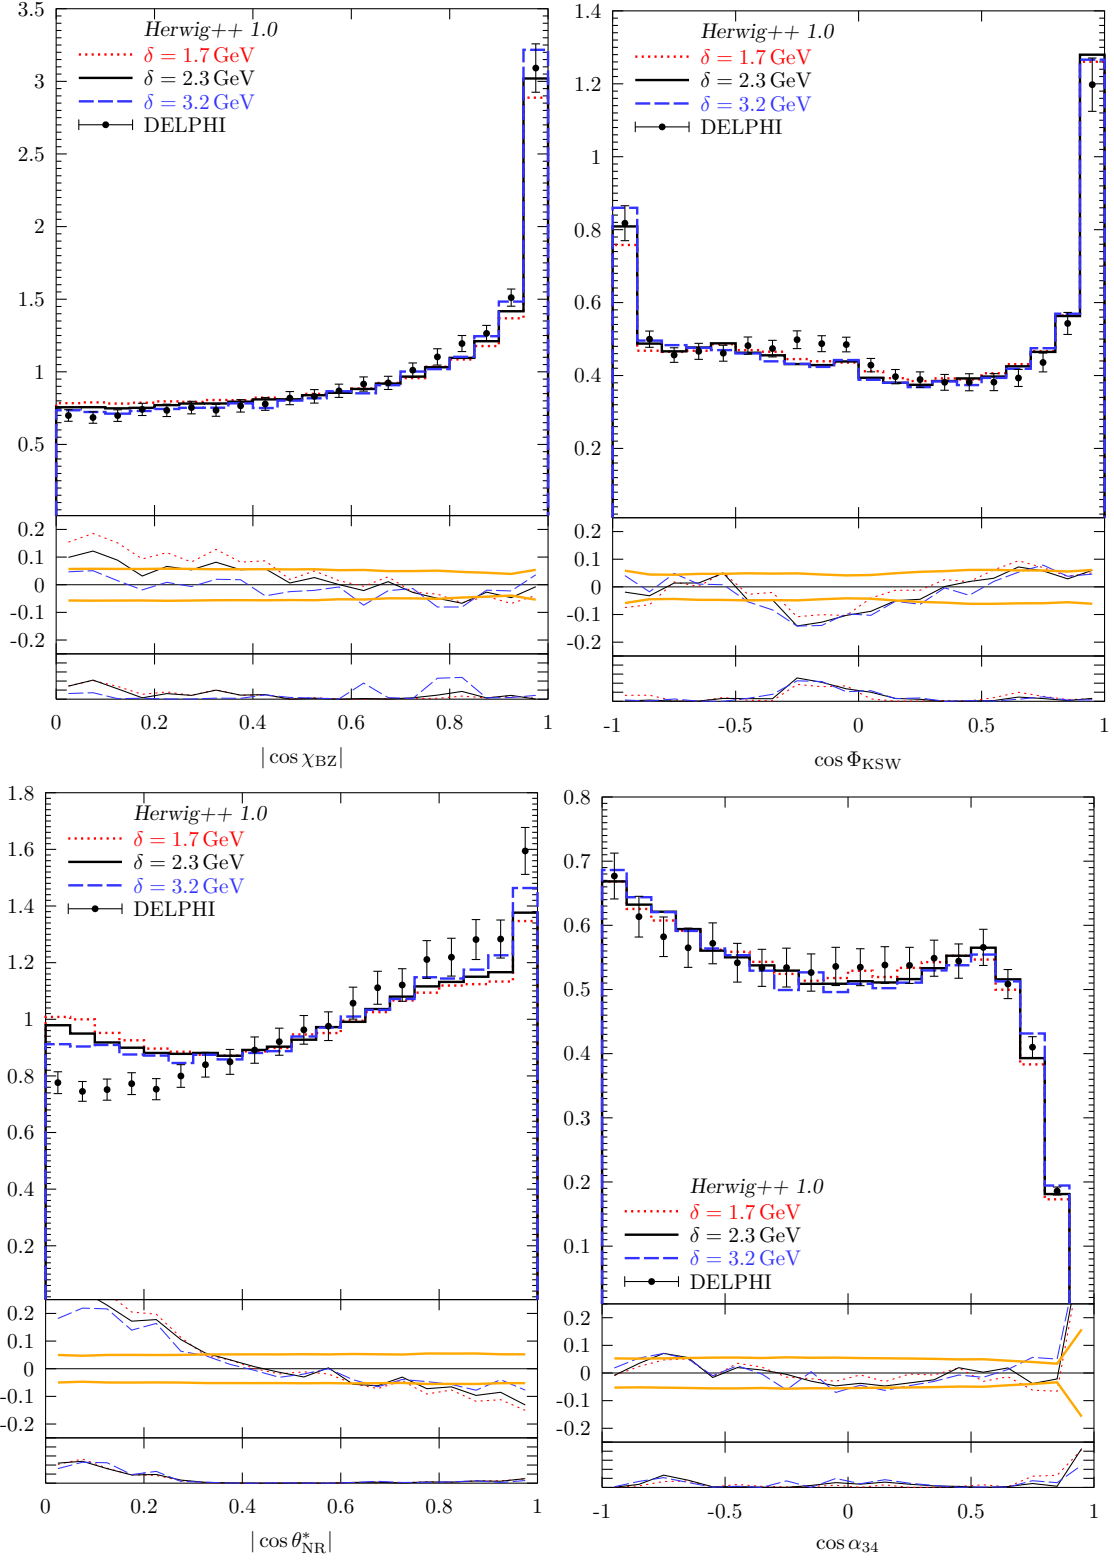 Herwig++ 1.0
δ = 1.7 GeV
δ = 2.3 GeV
δ = 3.2 GeV
DELPHI
3.5
3
2.5
2
1.5
1
0.5
0.2
0.1
0
-0.1
-0.2
0 0.2 0.4 0.6 0.8 1
| cos χBZ|
Herwig++ 1.0
δ = 1.7 GeV
δ = 2.3 GeV
δ = 3.2 GeV
DELPHI
1.4
1.2
1
0.8
0.6
0.4
0.2
0.2
0.1
0
-0.1
-0.2
-1 -0.5 0 0.5 1
cos ΦKSW
Herwig++ 1.0
δ = 1.7 GeV
δ = 2.3 GeV
δ = 3.2 GeV
DELPHI
1.8
1.6
1.4
1.2
1.0
0.8
0.6
0.4
0.2
0.2
0.1
0
-0.1
-0.2
0 0.2 0.4 0.6 0.8 1
| cos θ*NR|
0.8
0.7
0.6
0.5
0.4
0.3
0.2
0.1
Herwig++ 1.0
δ = 1.7 GeV
δ = 2.3 GeV
δ = 3.2 GeV
DELPHI
0.2
0.1
0
-0.1
-0.2
-1 -0.5 0 0.5 1
cos α34